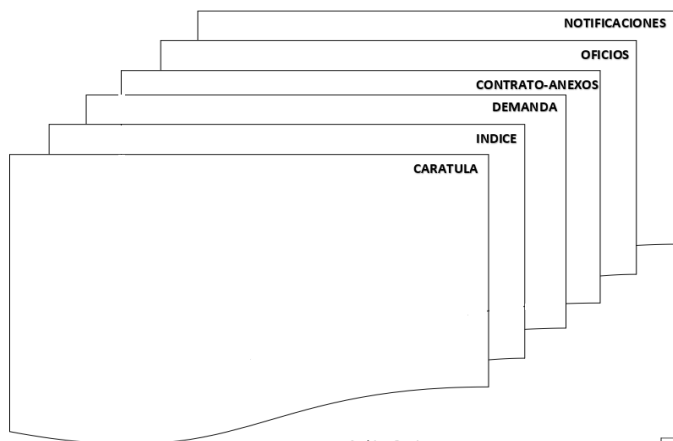 NOTIFICACIONES
OFICIOS
CONTRATO-ANEXOS
DEMANDA
INDICE
CARATULA